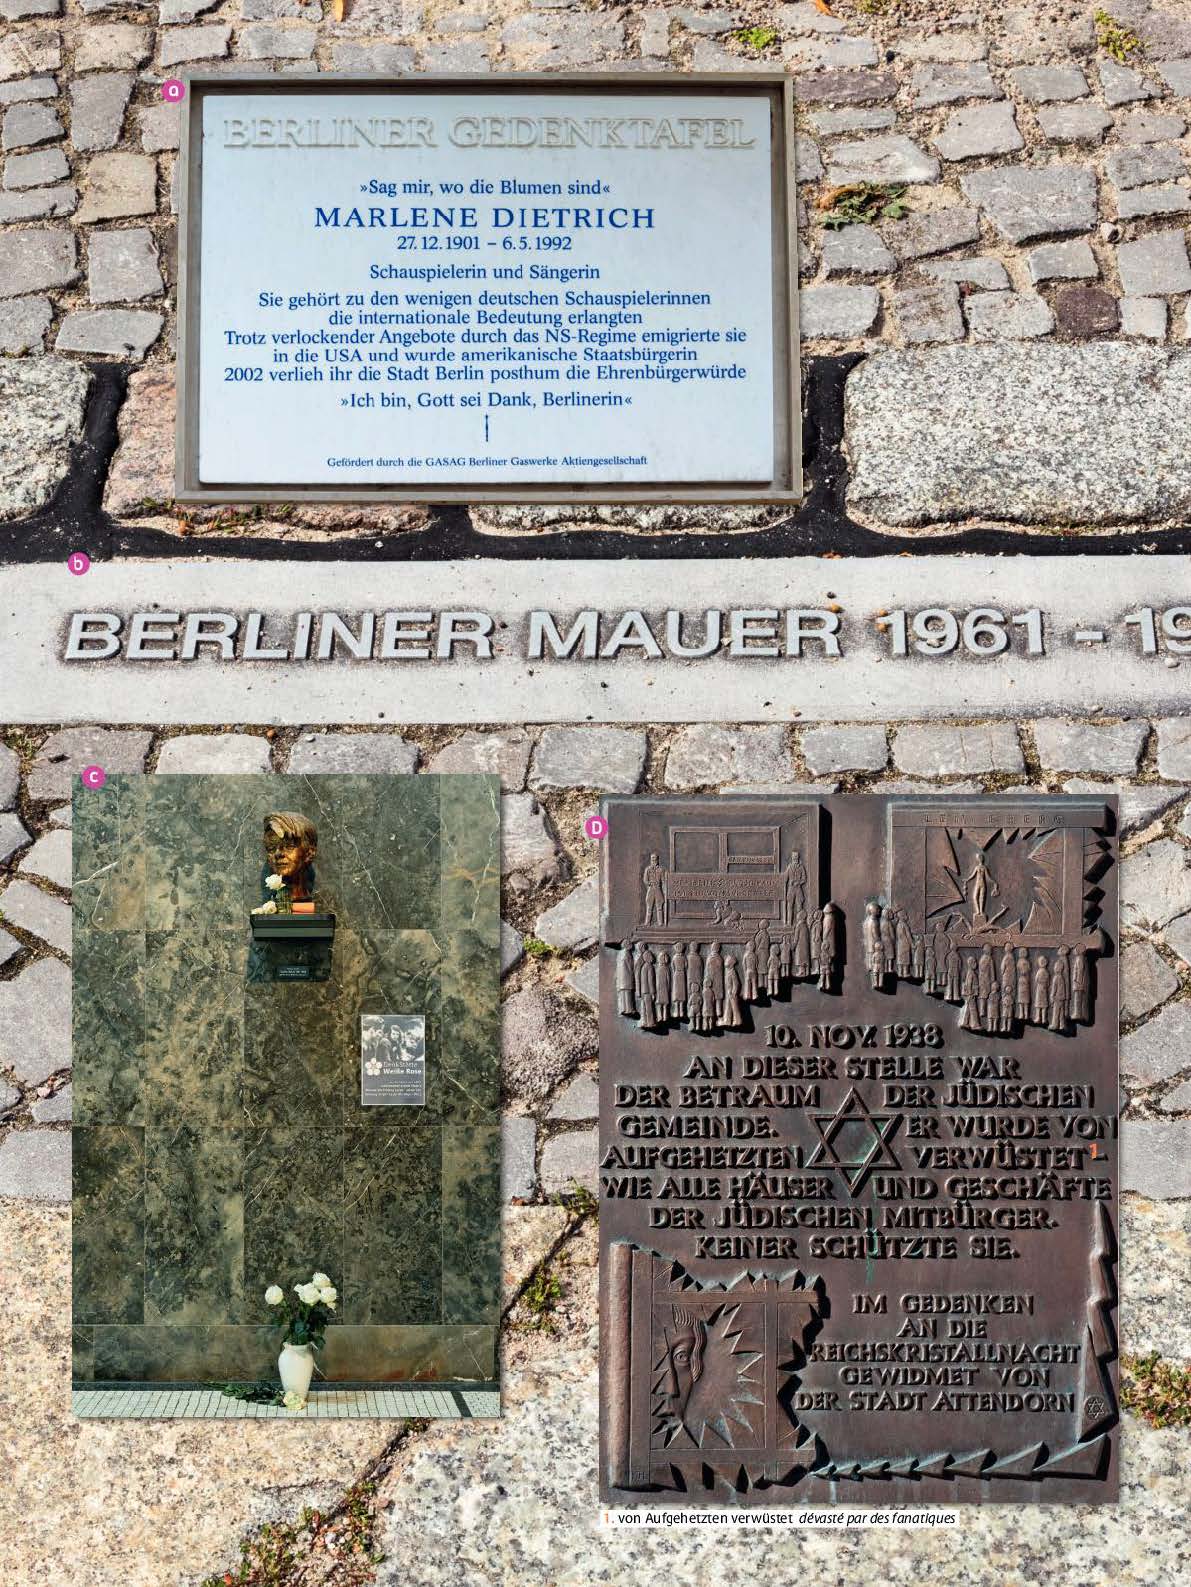 a
BERLINER GEDENKTAFEL
»Sag mir, wo die Blumen sind«
MARLENE DIETRICH
27.12.1901 – 6.5.1992
Schauspielerin und Sängerin
Sie gehört zu den wenigen deutschen Schauspielerinnen
die internationale Bedeutung erlangten
Trotz verlockender Angebote durch das NS-Regime emigrierte sie
in die USA und wurde amerikanische Staatsbürgerin
2002 verlieh ihr die Stadt Berlin posthum die Ehrenbürgerwürde
»Ich bin, Gott sei Dank, Berlinerin«
Gefördert durch die GASAG Berliner Gaswerke Aktiengesellschaft
b
BERLINER MAUER 1961 - 19
c
DenkStätte
Weiße Rose
D
10. NOV. 1938
AN DIESER STELLE WAR
DER BETRAUM DER JÜDISCHEN
GEMEINDE. ER WURDE VON
AUFGEHETZTEN VERWÜSTET 1 –
WIE ALLE HÄUSER UND GESCHÄFTE
DER JÜDISCHEN MITBÜRGER.
KEINER SCHÜTZTE SIE.
IM GEDENKEN
AN DIE
REICHSKRISTALLNACHT
GEWIDMET VON
DER STADT ATTENDORN
1. von Aufgehetzten verwüstet dévasté par des fanatiques